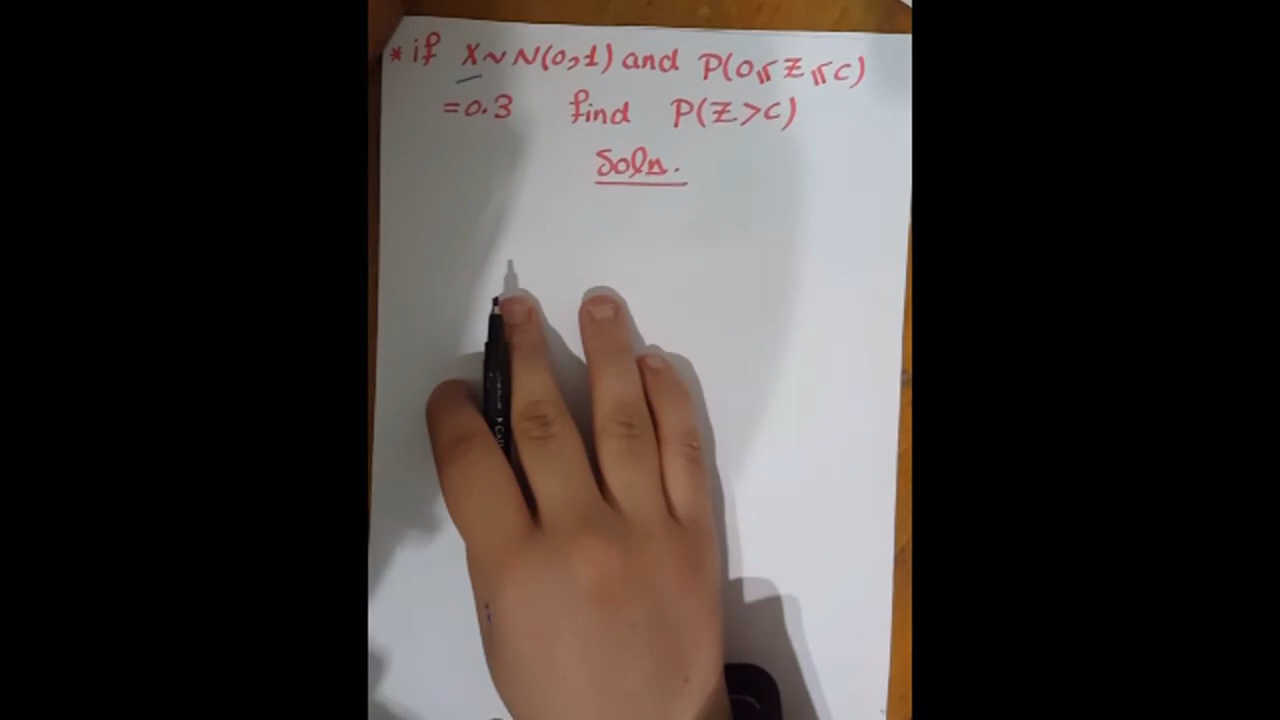 * if X~N(0,1) and P(0≤Z≤C)
=0.3 find P(Z>C)
Soln.